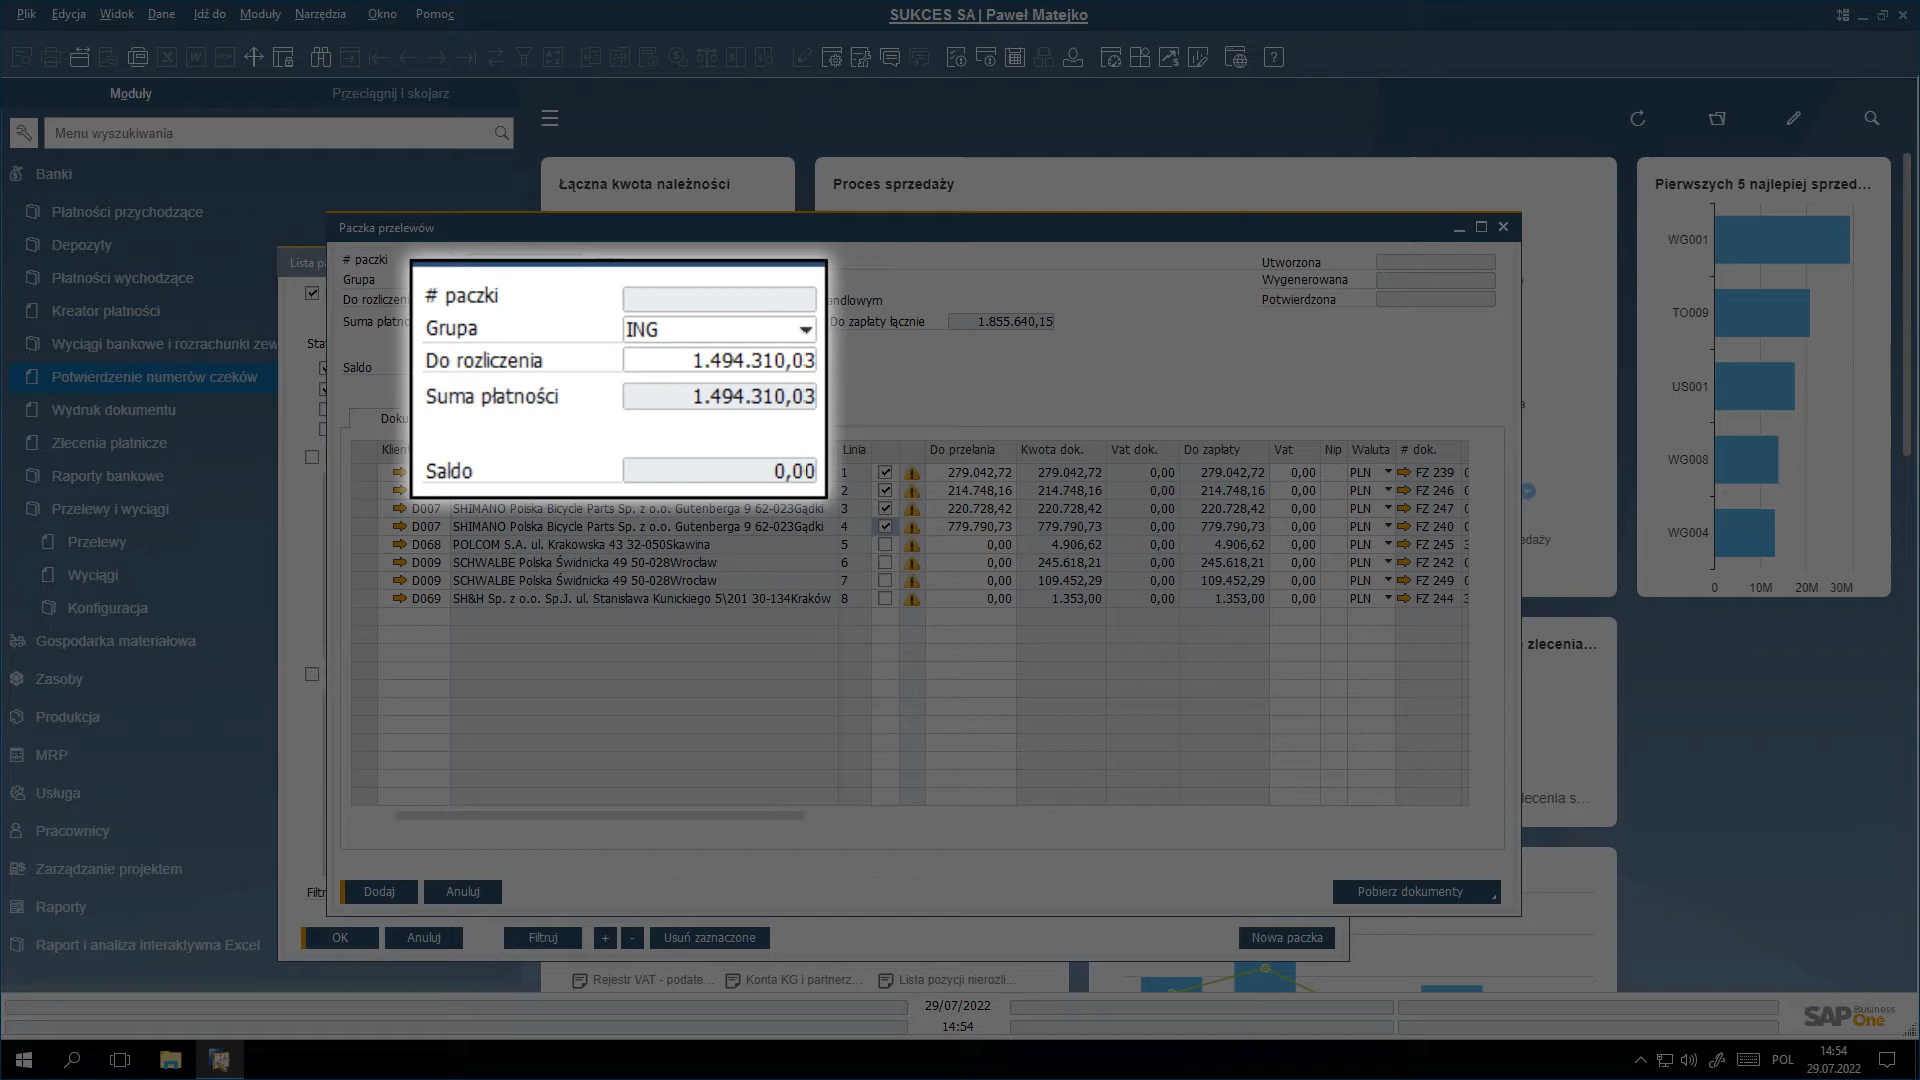 Plik Edycja Widok Dane Idź do Moduły Narzędzia Okno Pomoc
SUKCES SA | Paweł Matejko
Moduły Przeciągnij i skojarz
Menu wyszukiwania
Banki
Płatności przychodzące
Depozyty
Płatności wychodzące
Kreator płatności
Wyciągi bankowe i rozrachunki zew
Potwierdzenie numerów czeków
Wydruk dokumentu
Zlecenia płatnicze
Raporty bankowe
Przelewy i wyciągi
Przelewy
Wyciągi
Konfiguracja
Gospodarka materiałowa
Zasoby
Produkcja
MRP
Usługa
Pracownicy
Zarządzanie projektem
Raporty
Raport i analiza interaktywna Excel
Łączna kwota należności
Proces sprzedaży
Pierwszych 5 najlepiej sprzed...
WG001
TO009
US001
WG008
WG004
0 10M 20M 30M
Lista p
Sta
Filtr
Paczka przelewów
# paczki
Grupa
Do rozliczeni
Suma płatno
Saldo
# paczki
Grupa ING
Do rozliczenia 1.494.310,03
Suma płatności 1.494.310,03
Saldo 0,00
andlowym
Do zapłaty łącznie 1.855.640,15
Utworzona
Wygenerowana
Potwierdzona
Doku
Klien Linia Do przelania Kwota dok. Vat dok. Do zapłaty Vat Nip Waluta # dok.
1 279.042,72 279.042,72 0,00 279.042,72 0,00 PLN FZ 239
2 214.748,16 214.748,16 0,00 214.748,16 0,00 PLN FZ 246
D007 SHIMANO Polska Bicycle Parts Sp. z o.o. Gutenberga 9 62-023Gądki 3 220.728,42 220.728,42 0,00 220.728,42 0,00 PLN FZ 247
D007 SHIMANO Polska Bicycle Parts Sp. z o.o. Gutenberga 9 62-023Gądki 4 779.790,73 779.790,73 0,00 779.790,73 0,00 PLN FZ 240
D068 POLCOM S.A. ul. Krakowska 43 32-050Skawina 5 0,00 4.906,62 0,00 4.906,62 0,00 PLN FZ 245
D009 SCHWALBE Polska Świdnicka 49 50-028Wrocław 6 0,00 245.618,21 0,00 245.618,21 0,00 PLN FZ 242
D009 SCHWALBE Polska Świdnicka 49 50-028Wrocław 7 0,00 109.452,29 0,00 109.452,29 0,00 PLN FZ 249
D069 SH&H Sp. z o.o. Sp.J. ul. Stanisława Kunickiego 5\201 30-134Kraków 8 0,00 1.353,00 0,00 1.353,00 0,00 PLN FZ 244
edaży
zlecenia...
lecenia s...
Dodaj Anuluj Pobierz dokumenty
OK Anuluj Filtruj + - Usuń zaznaczone Nowa paczka
Rejestr VAT - podate... Konta KG i partnerz... Lista pozycji nierozli...
29/07/2022
14:54
SAP Business One
POL
14:54
29.07.2022